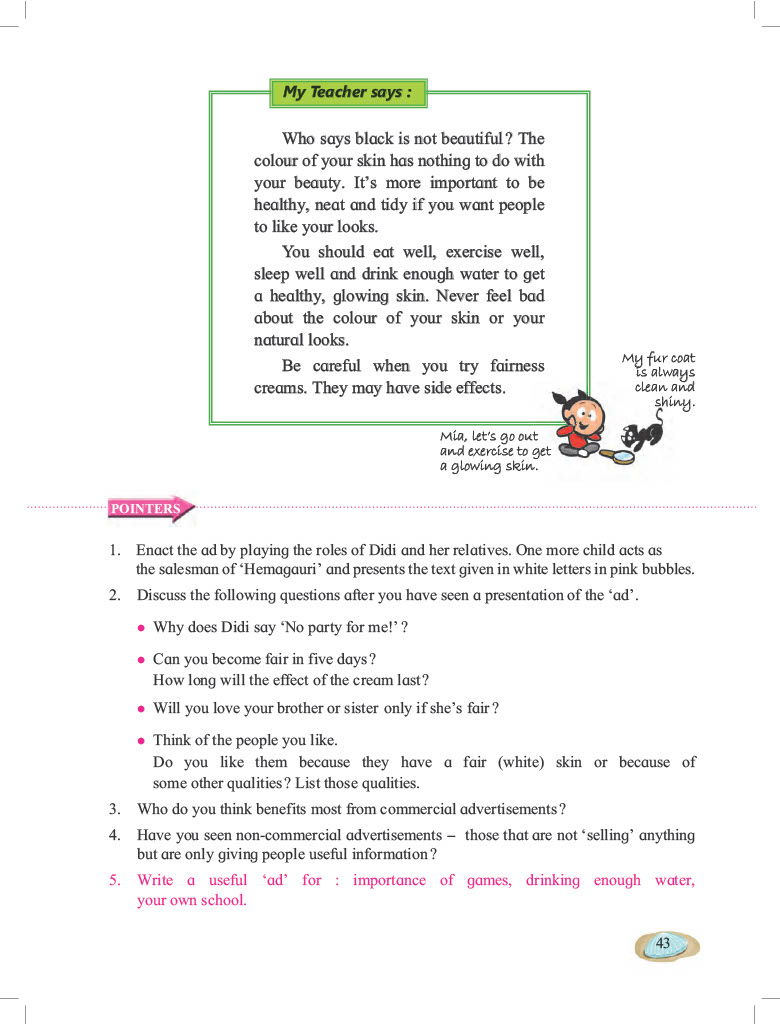 My Teacher says :
Who says black is not beautiful? The
colour of your skin has nothing to do with
your beauty. It's more important to be
healthy, neat and tidy if you want people
to like your looks.
You should eat well, exercise well,
sleep well and drink enough water to get
a healthy, glowing skin. Never feel bad
about the colour of your skin or your
natural looks.
Be careful when you try fairness
creams. They may have side effects.
My fur coat
is always
clean and
shiny.
Mia, let's go out
and exercise to get
a glowing skin.
POINTERS
1. Enact the ad by playing the roles of Didi and her relatives. One more child acts as
the salesman of ‘Hemagauri’ and presents the text given in white letters in pink bubbles.
2. Discuss the following questions after you have seen a presentation of the ‘ad’.
● Why does Didi say ‘No party for me!’?
● Can you become fair in five days?
How long will the effect of the cream last?
● Will you love your brother or sister only if she's fair?
● Think of the people you like.
Do you like them because they have a fair (white) skin or because of
some other qualities? List those qualities.
3. Who do you think benefits most from commercial advertisements?
4. Have you seen non-commercial advertisements – those that are not ‘selling’ anything
but are only giving people useful information?
5. Write a useful ‘ad’ for : importance of games, drinking enough water,
your own school.
43